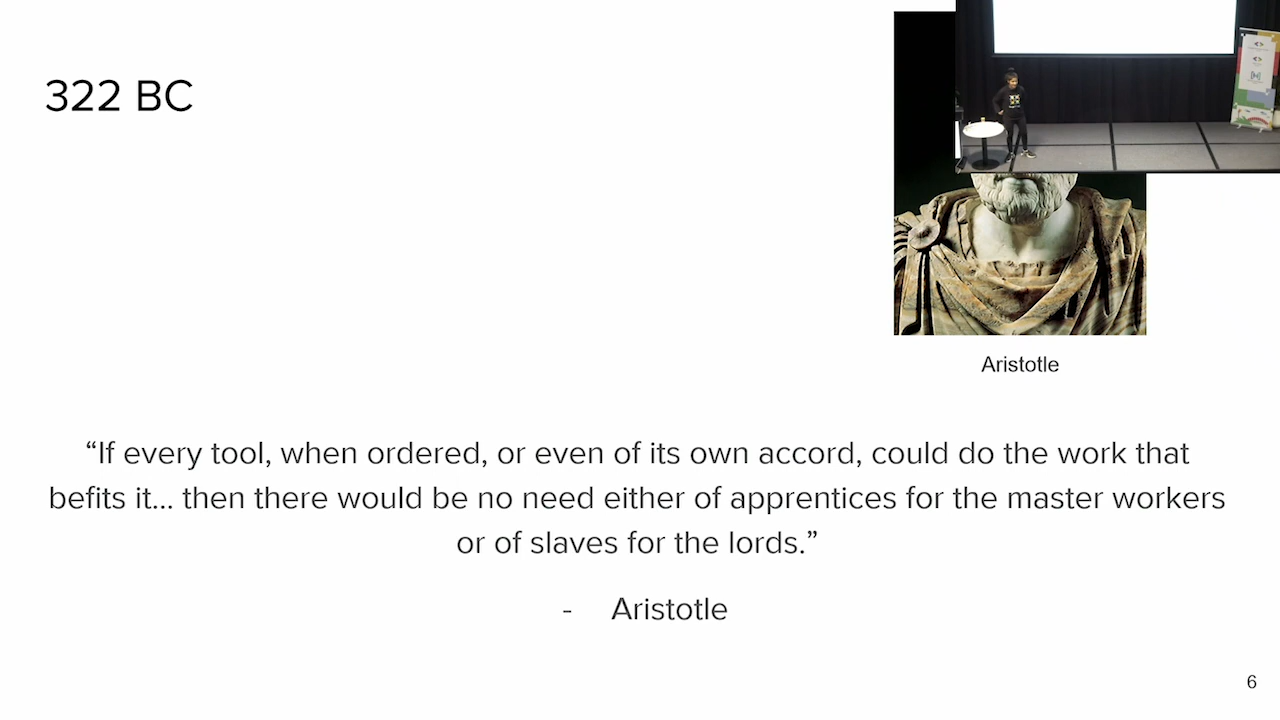 322 BC
Aristotle
“If every tool, when ordered, or even of its own accord, could do the work that
befits it... then there would be no need either of apprentices for the master workers
or of slaves for the lords.”
- Aristotle
6